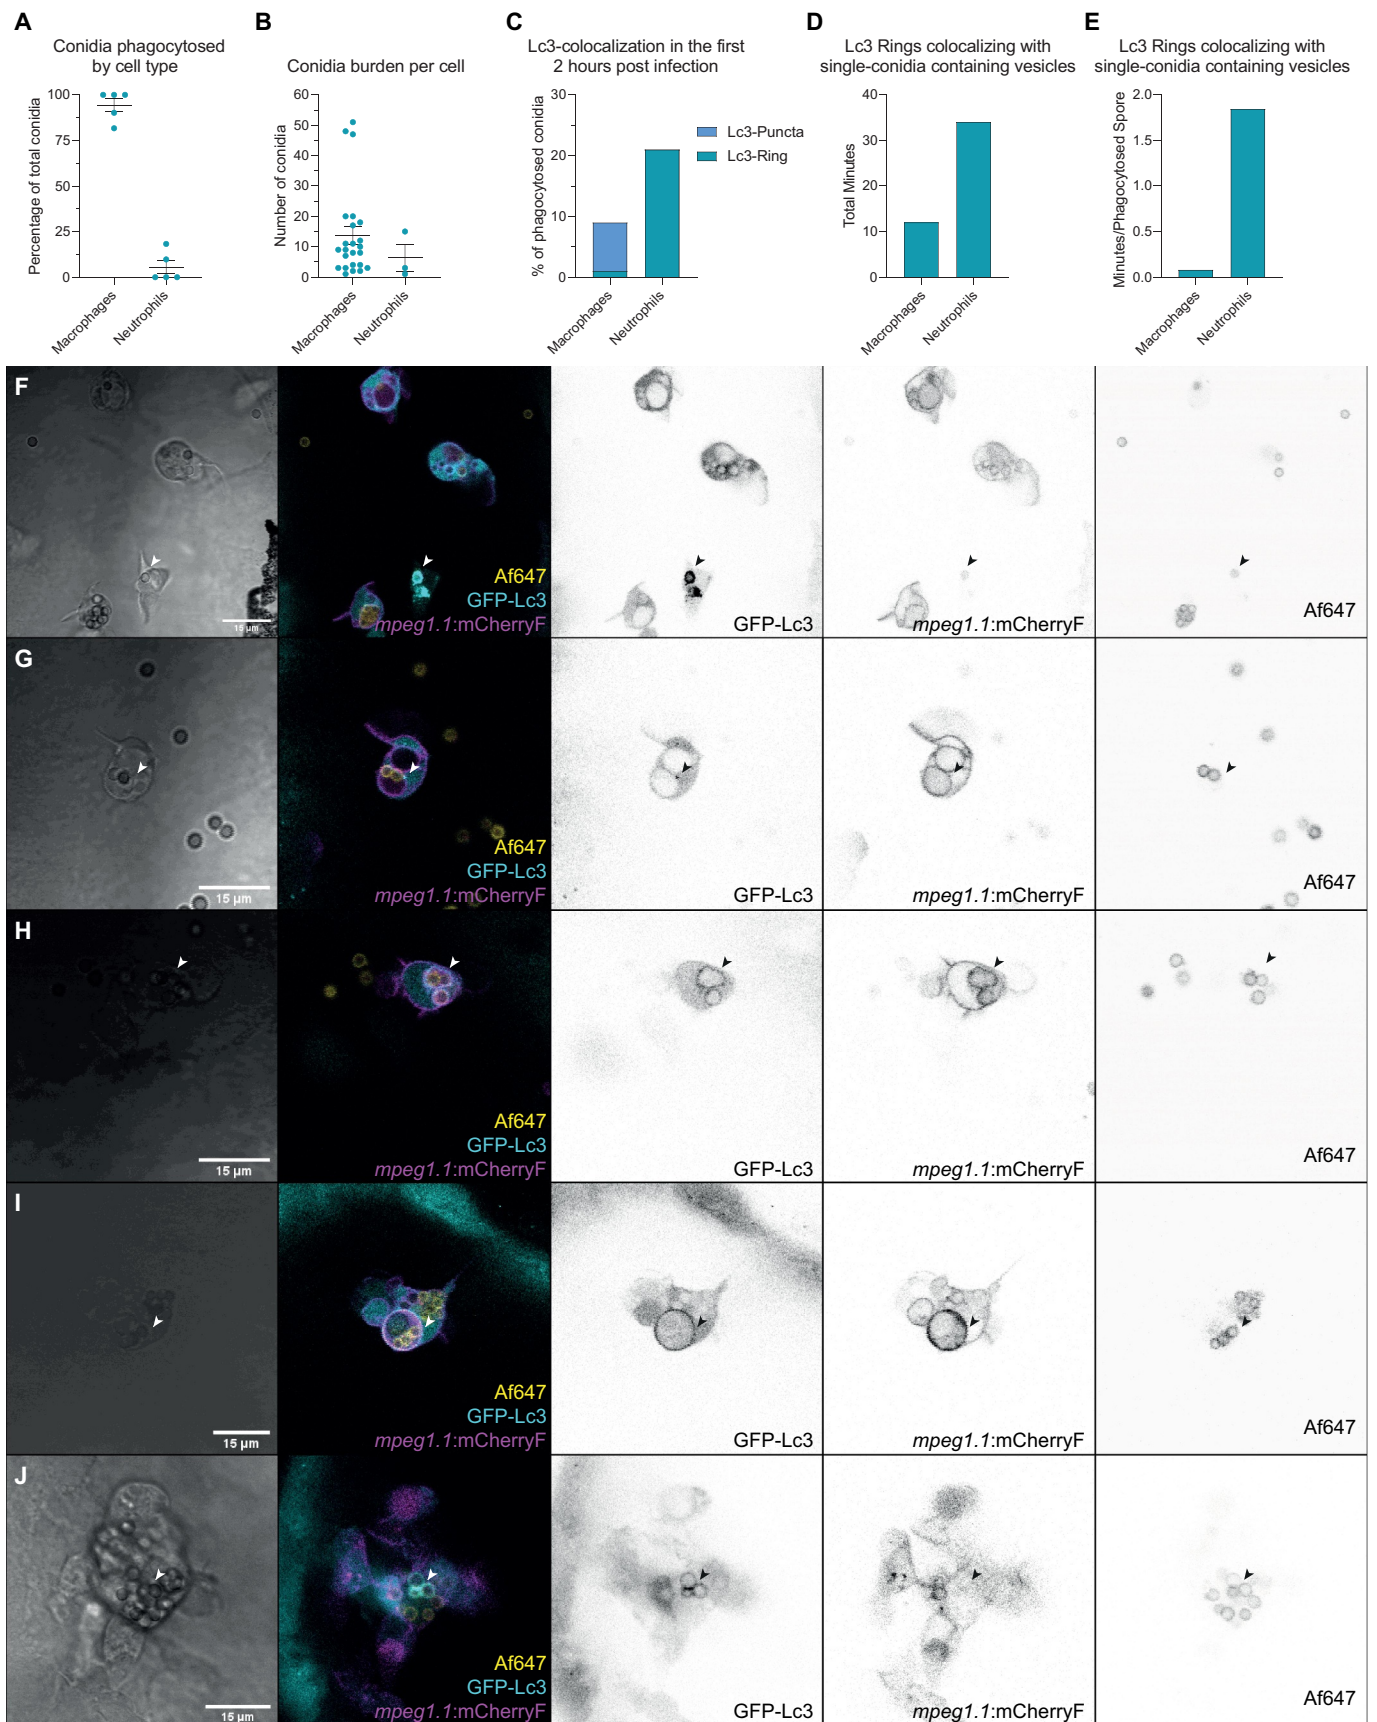 A
Conidia phagocytosed
by cell type
Percentage of total conidia
100
75
50
25
0
Macrophages
Neutrophils
B
Conidia burden per cell
Number of conidia
60
50
40
30
20
10
0
Macrophages
Neutrophils
C
Lc3-colocalization in the first
2 hours post infection
% of phagocytosed conidia
30
20
10
0
Macrophages
Neutrophils
Lc3-Puncta
Lc3-Ring
D
Lc3 Rings colocalizing with
single-conidia containing vesicles
Total Minutes
40
30
20
10
0
Macrophages
Neutrophils
E
Lc3 Rings colocalizing with
single-conidia containing vesicles
Minutes/Phagocytosed Spore
2.0
1.5
1.0
0.5
0.0
Macrophages
Neutrophils
F
15 µm
Af647
GFP-Lc3
mpeg1.1:mCherryF
GFP-Lc3
mpeg1.1:mCherryF
Af647
G
15 µm
Af647
GFP-Lc3
mpeg1.1:mCherryF
GFP-Lc3
mpeg1.1:mCherryF
Af647
H
15 µm
Af647
GFP-Lc3
mpeg1.1:mCherryF
GFP-Lc3
mpeg1.1:mCherryF
Af647
I
15 µm
Af647
GFP-Lc3
mpeg1.1:mCherryF
GFP-Lc3
mpeg1.1:mCherryF
Af647
J
15 µm
Af647
GFP-Lc3
mpeg1.1:mCherryF
GFP-Lc3
mpeg1.1:mCherryF
Af647